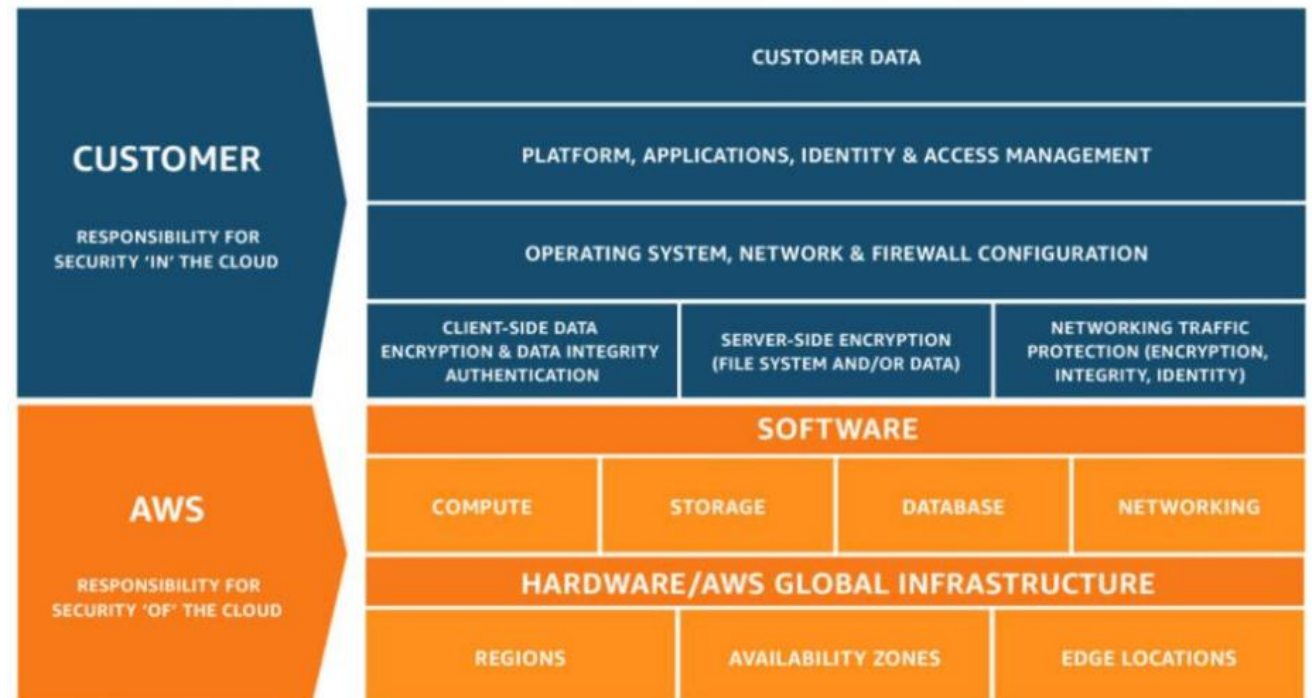 CUSTOMER
RESPONSIBILITY FOR
SECURITY ‘IN’ THE CLOUD
CUSTOMER DATA
PLATFORM, APPLICATIONS, IDENTITY & ACCESS MANAGEMENT
OPERATING SYSTEM, NETWORK & FIREWALL CONFIGURATION
CLIENT-SIDE DATA
ENCRYPTION & DATA INTEGRITY
AUTHENTICATION
SERVER-SIDE ENCRYPTION
(FILE SYSTEM AND/OR DATA)
NETWORKING TRAFFIC
PROTECTION (ENCRYPTION,
INTEGRITY, IDENTITY)
AWS
RESPONSIBILITY FOR
SECURITY ‘OF’ THE CLOUD
SOFTWARE
COMPUTE
STORAGE
DATABASE
NETWORKING
HARDWARE/AWS GLOBAL INFRASTRUCTURE
REGIONS
AVAILABILITY ZONES
EDGE LOCATIONS